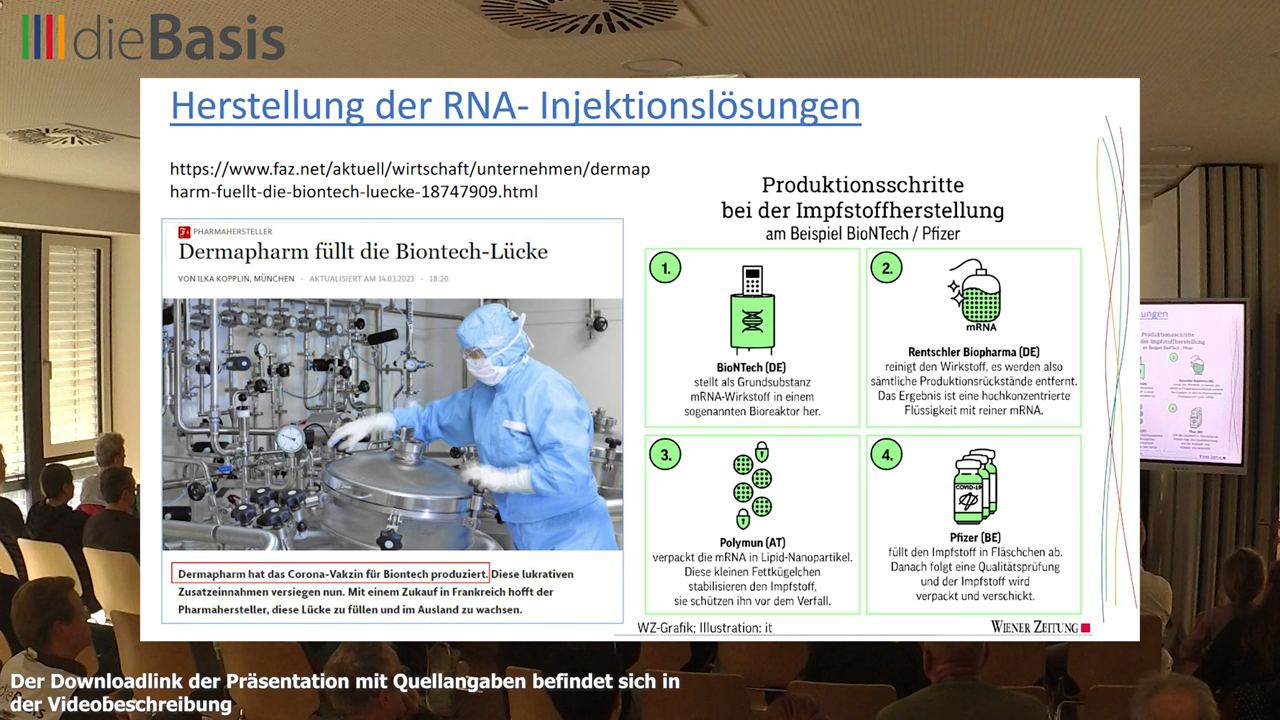 dieBasis
Herstellung der RNA- Injektionslösungen
https://www.faz.net/aktuell/wirtschaft/unternehmen/dermap
harm-fuellt-die-biontech-luecke-18747909.html
PHARMAHERSTELLER
Dermapharm füllt die Biontech-Lücke
VON ILKA KOPPLIN, MÜNCHEN - AKTUALISIERT AM 14.03.2023 - 18:20
Dermapharm hat das Corona-Vakzin für Biontech produziert. Diese lukrativen
Zusatzeinnahmen versiegen nun. Mit einem Zukauf in Frankreich hofft der
Pharmahersteller, diese Lücke zu füllen und im Ausland zu wachsen.
Produktionsschritte
bei der Impfstoffherstellung
am Beispiel BioNTech / Pfizer
1.
BioNTech (DE)
stellt als Grundsubstanz
mRNA-Wirkstoff in einem
sogenannten Bioreaktor her.
2.
mRNA
Rentschler Biopharma (DE)
reinigt den Wirkstoff, es werden also
sämtliche Produktionsrückstände entfernt.
Das Ergebnis ist eine hochkonzentrierte
Flüssigkeit mit reiner mRNA.
3.
Polymun (AT)
verpackt die mRNA in Lipid-Nanopartikel.
Diese kleinen Fettkügelchen
stabilisieren den Impfstoff,
sie schützen ihn vor dem Verfall.
4.
COVID-19
Pfizer (BE)
füllt den Impfstoff in Fläschchen ab.
Danach folgt eine Qualitätsprüfung
und der Impfstoff wird
verpackt und verschickt.
WZ-Grafik; Illustration: it
WIENER ZEITUNG
ungen
Produktionsschritte
der Impfstoffherstellung
Der Downloadlink der Präsentation mit Quellangaben befindet sich in
der Videobeschreibung